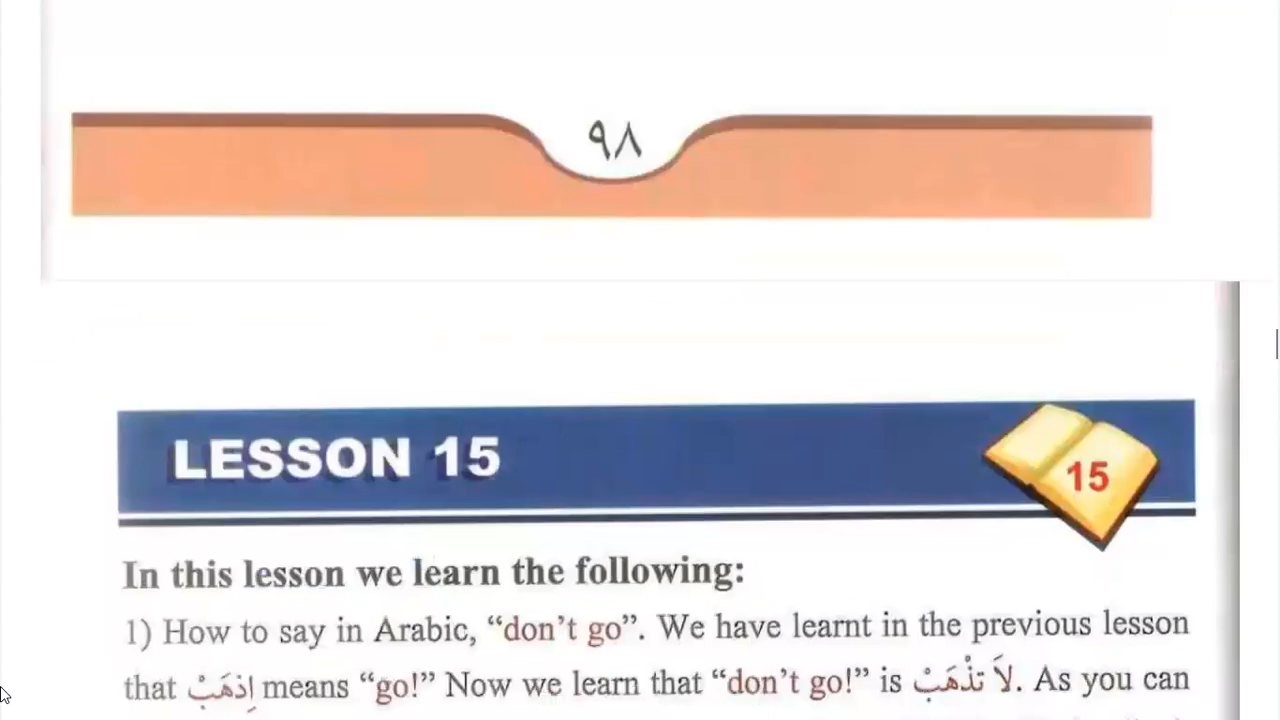 ٩٨
LESSON 15
15
In this lesson we learn the following:
1) How to say in Arabic, “don’t go”. We have learnt in the previous lesson
that اِذْهَبْ means “go!” Now we learn that “don’t go!” is لاَ تَذْهَبْ. As you can